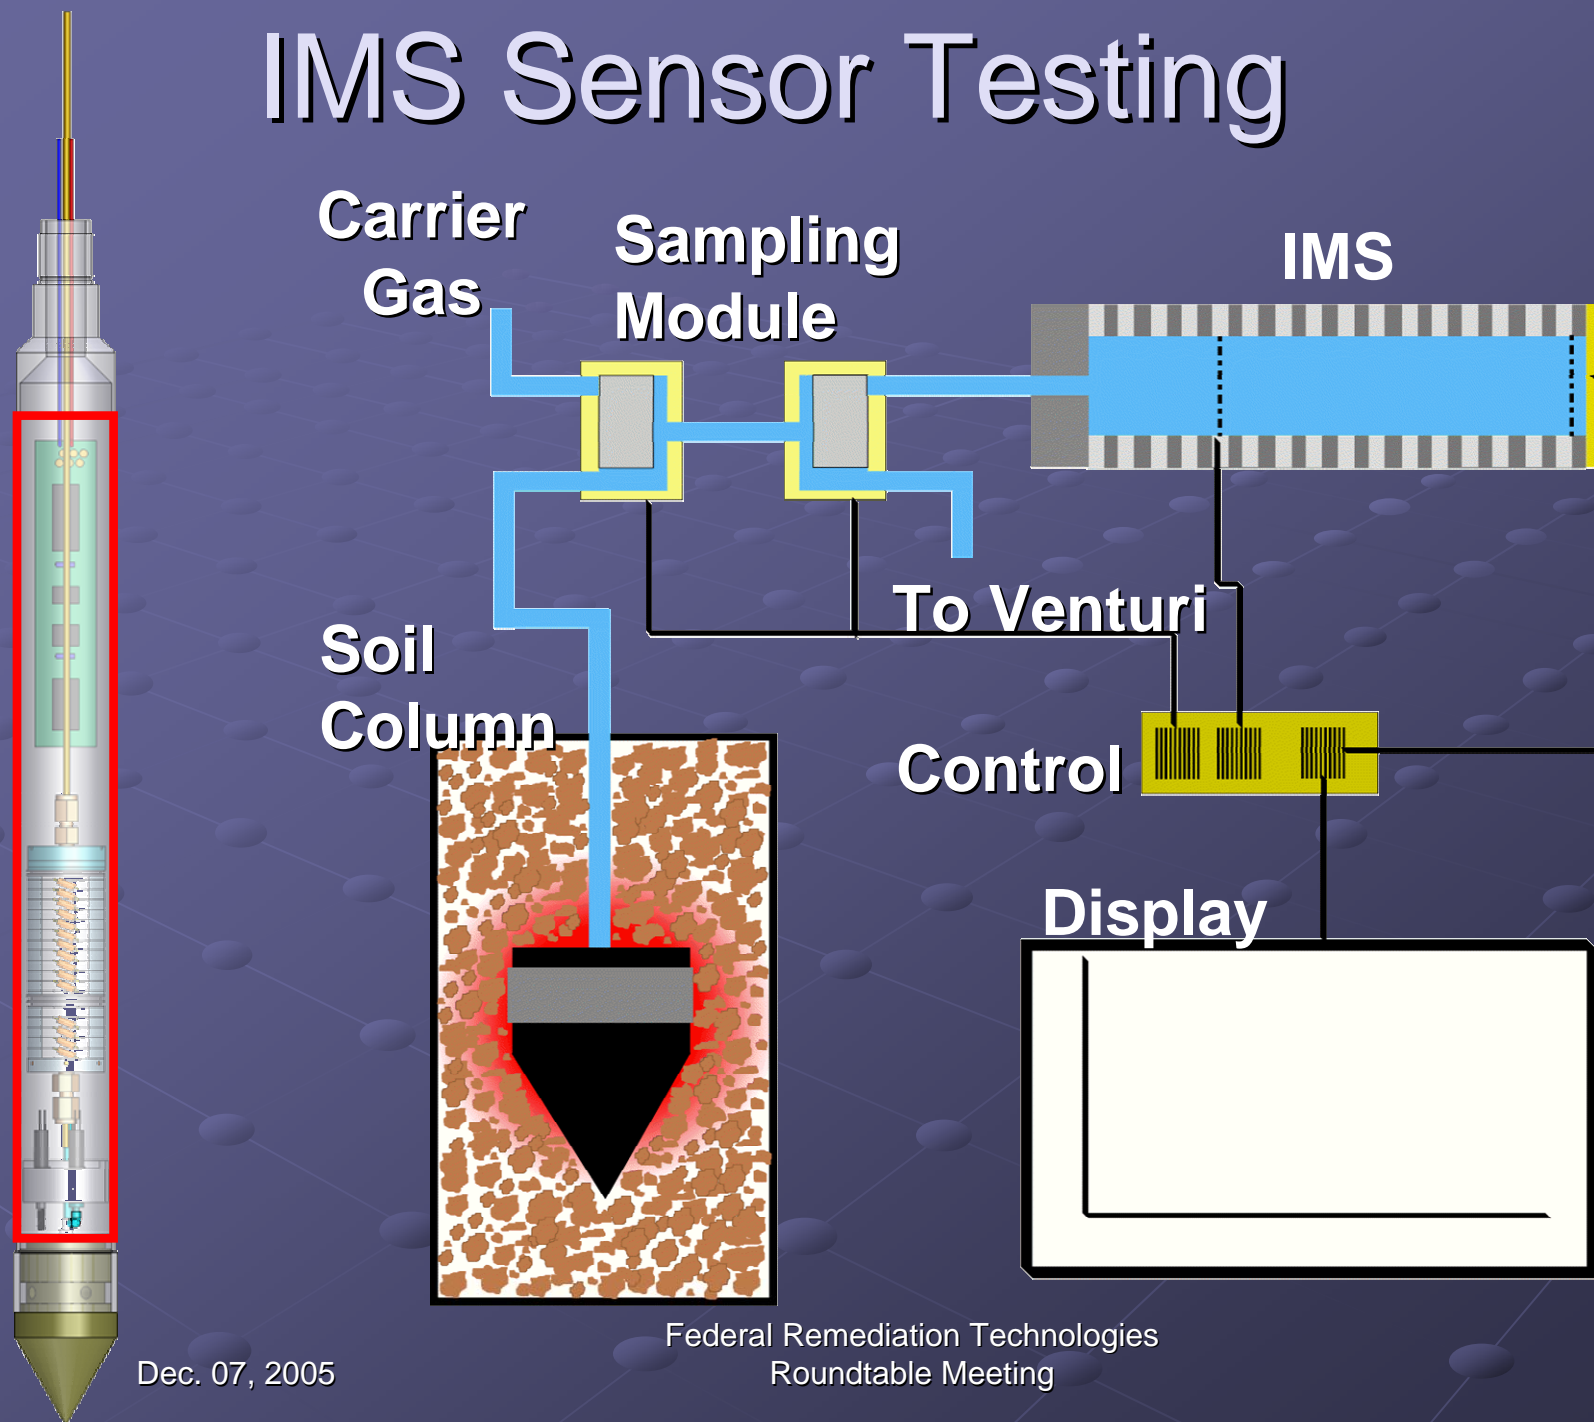 IMS Sensor Testing
Carrier
Gas
Sampling
Module
IMS
To Venturi
Soil
Column
Control
Display
Federal Remediation Technologies
Roundtable Meeting
Dec. 07, 2005